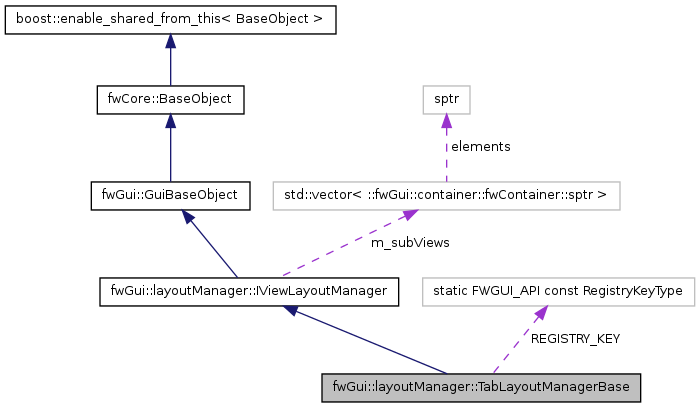 boost::enable_shared_from_this< BaseObject >
fwCore::BaseObject
sptr
elements
fwGui::GuiBaseObject
std::vector< ::fwGui::container::fwContainer::sptr >
m_subViews
fwGui::layoutManager::IViewLayoutManager
static FWGUI_API const RegistryKeyType
REGISTRY_KEY
fwGui::layoutManager::TabLayoutManagerBase